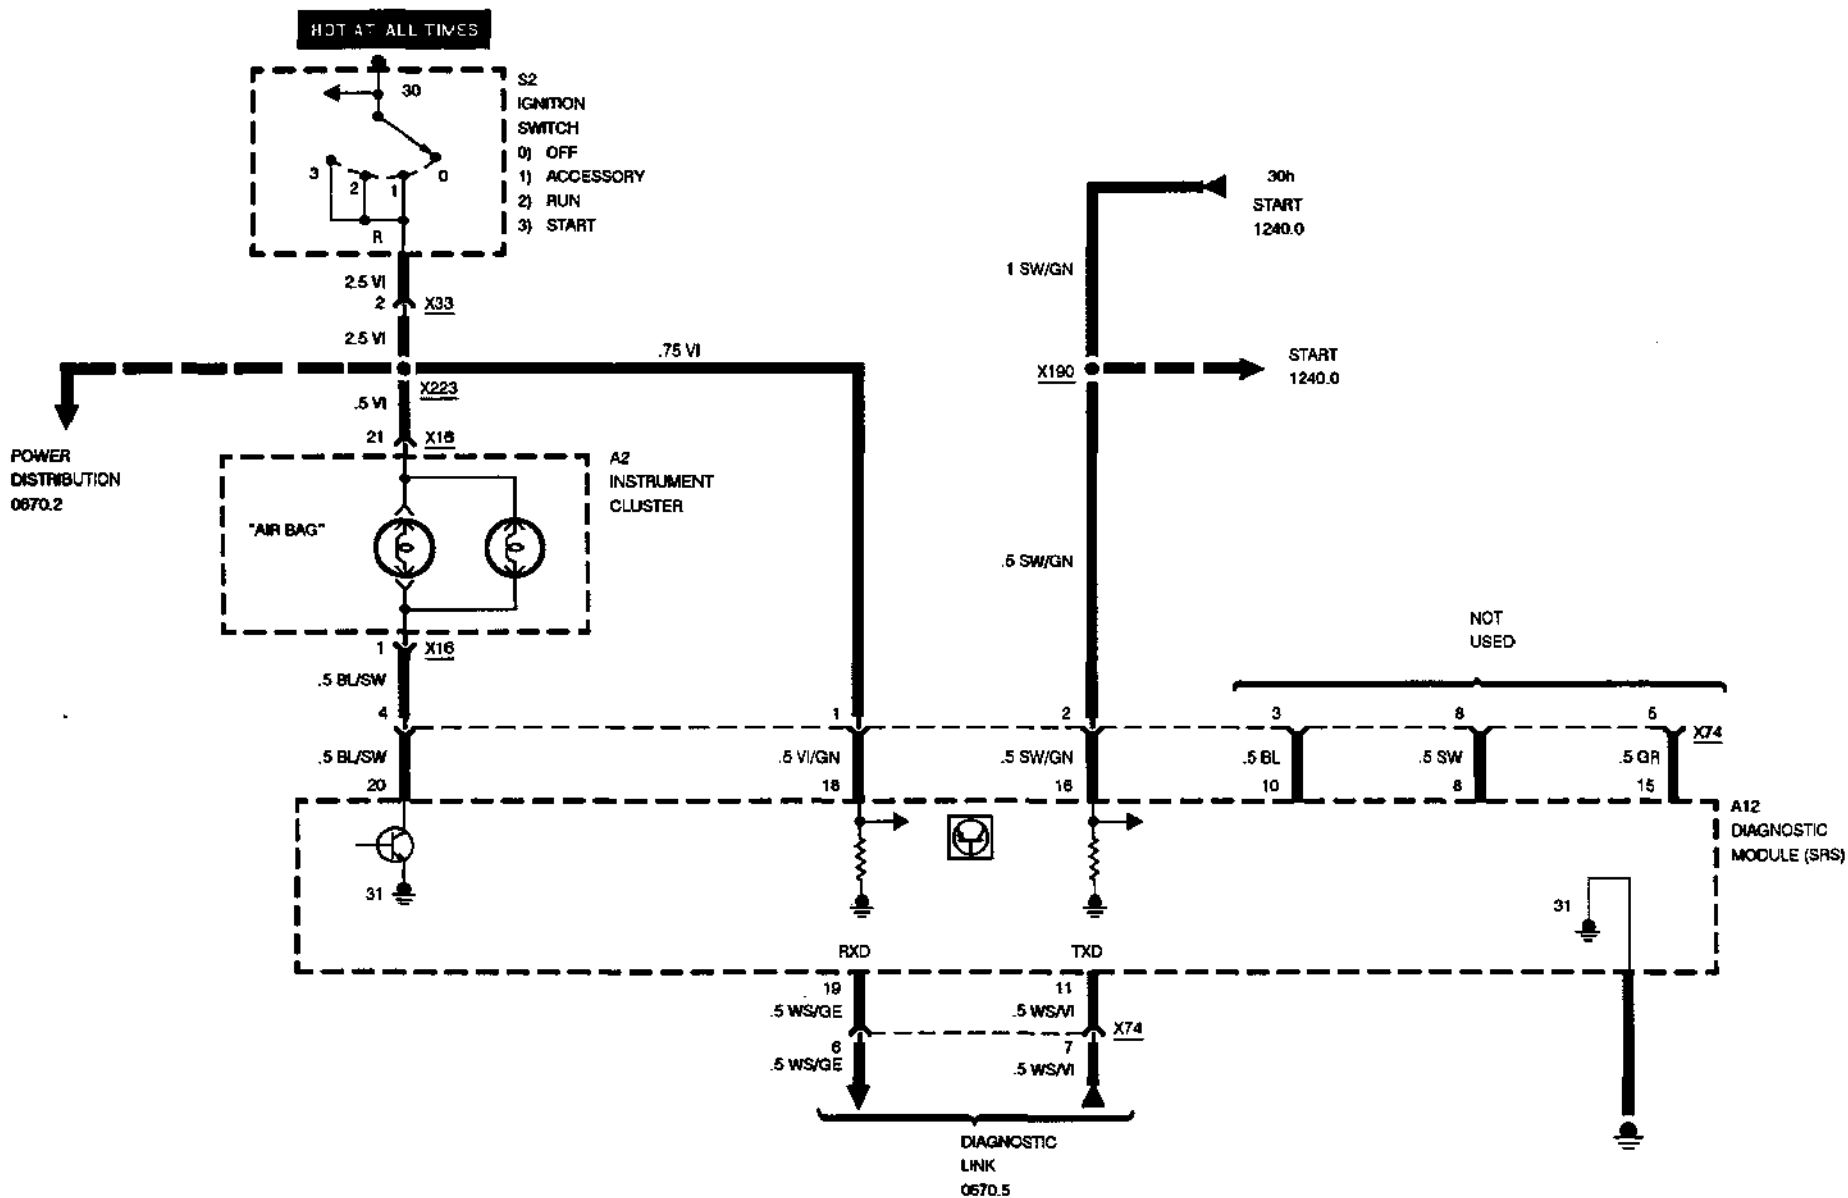 HOT AT ALL TIMES
30
S2
IGNITION
SWITCH
0) OFF
1) ACCESSORY
2) RUN
3) START
3
2
1
0
R
2.5 VI
2
X33
2.5 VI
.75 VI
X223
.5 VI
21
X16
POWER
DISTRIBUTION
0670.2
A2
INSTRUMENT
CLUSTER
"AIR BAG"
1
X16
.5 BL/SW
30h
START
1240.0
1 SW/GN
X190
START
1240.0
.5 SW/GN
NOT
USED
4
1
2
3
8
5
X74
.5 BL/SW
.5 VI/GN
.5 SW/GN
.5 BL
.5 SW
.5 GR
20
18
16
10
8
15
A12
DIAGNOSTIC
MODULE (SRS)
31
31
RXD
TXD
19
11
.5 WS/GE
.5 WS/VI
X74
6
7
.5 WS/GE
.5 WS/VI
DIAGNOSTIC
LINK
0670.5